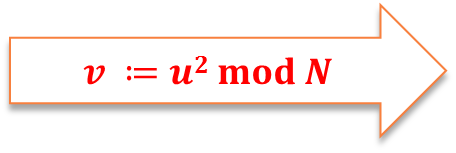 v := u² mod N